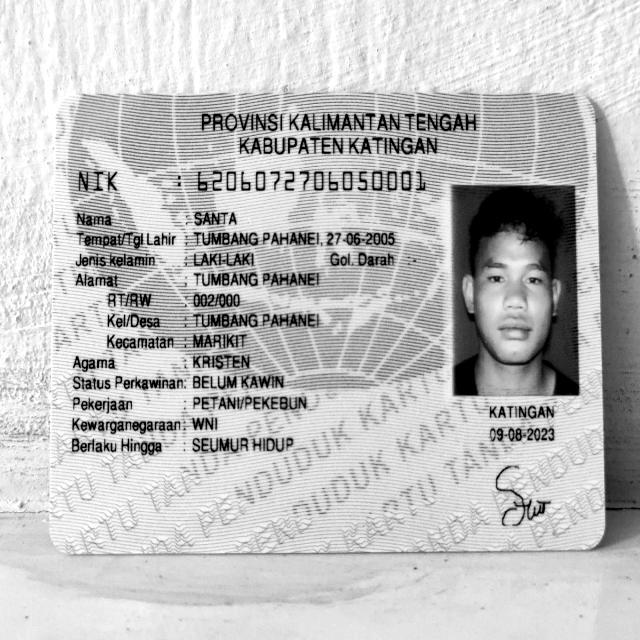 PROVINSI KALIMANTAN TENGAH
KABUPATEN KATINGAN
NIK : 6206072706050001
Nama : SANTA
Tempat/Tgl Lahir : TUMBANG PAHANEI, 27-06-2005
Jenis kelamin : LAKI-LAKI Gol. Darah : -
Alamat : TUMBANG PAHANEI
RT/RW : 002/000
Kel/Desa : TUMBANG PAHANEI
Kecamatan : MARIKIT
Agama : KRISTEN
Status Perkawinan: BELUM KAWIN
Pekerjaan : PETANI/PEKEBUN
Kewarganegaraan: WNI
Berlaku Hingga : SEUMUR HIDUP
KATINGAN
09-08-2023
KARTU TANDA PENDUDUK